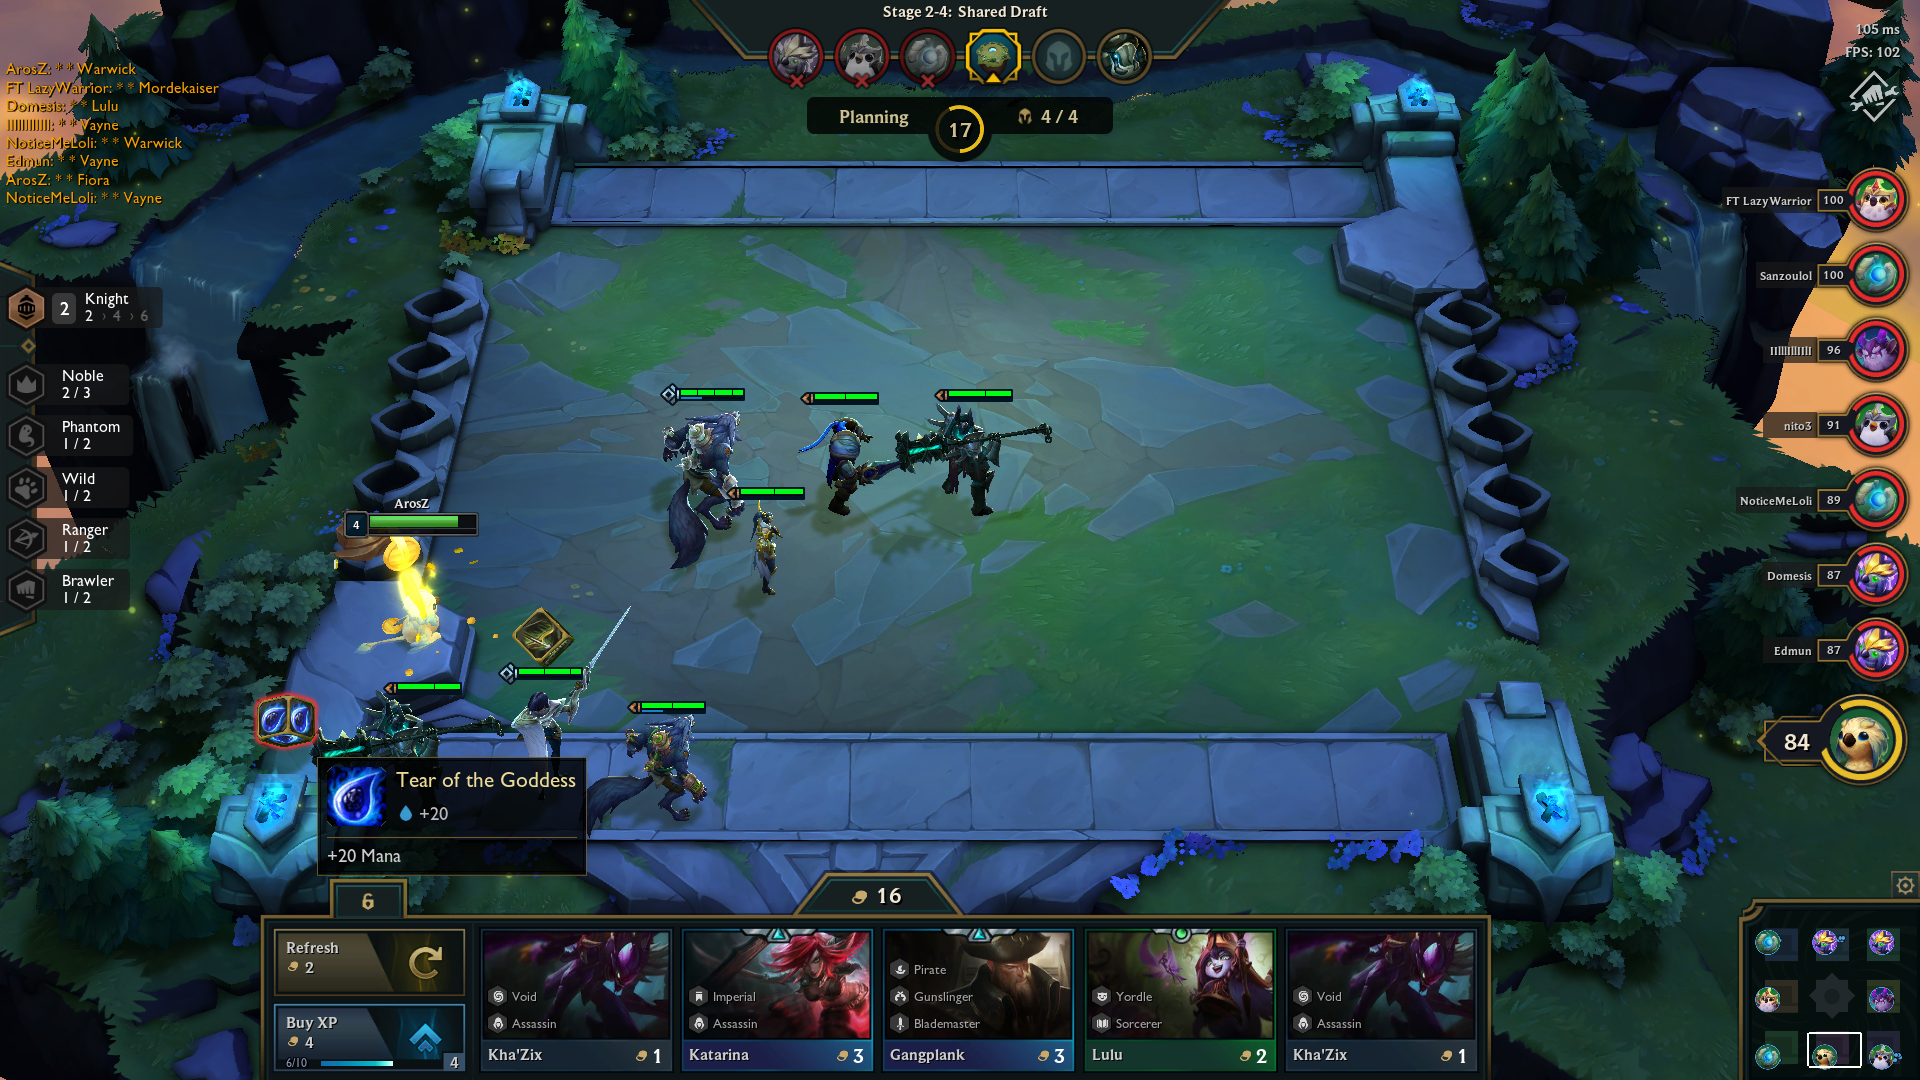 Stage 2-4: Shared Draft
105 ms
FPS: 102
Planning
17
4 / 4
ArosZ: * * Warwick
FT LazyWarrior: * * Mordekaiser
Domesis: * * Lulu
* * Vayne
NoticeMeLoli: * * Warwick
Edmun: * * Vayne
ArosZ: * * Fiora
NoticeMeLoli: * * Vayne
2
Knight
2 › 4 › 6
Noble
2 / 3
Phantom
1 / 2
Wild
1 / 2
Ranger
1 / 2
Brawler
1 / 2
FT LazyWarrior 100
Sanzoulol 100
96
nito3 91
NoticeMeLoli 89
Domesis 87
Edmun 87
84
ArosZ
4
Tear of the Goddess
+20
+20 Mana
6
16
Refresh
2
Buy XP
4
6/10
4
Void
Assassin
Kha'Zix 1
Imperial
Assassin
Katarina 3
Pirate
Gunslinger
Blademaster
Gangplank 3
Yordle
Sorcerer
Lulu 2
Void
Assassin
Kha'Zix 1